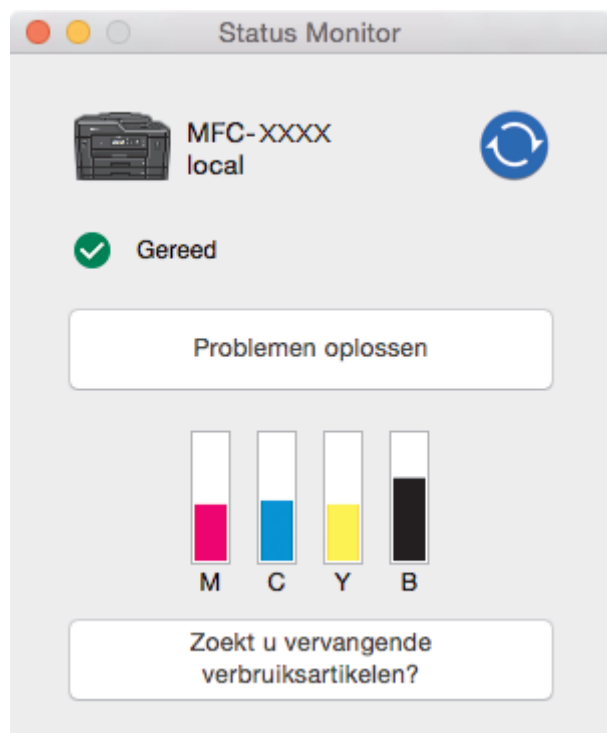 Status Monitor
MFC-XXXX
local
Gereed
Problemen oplossen
M C Y B
Zoekt u vervangende
verbruiksartikelen?